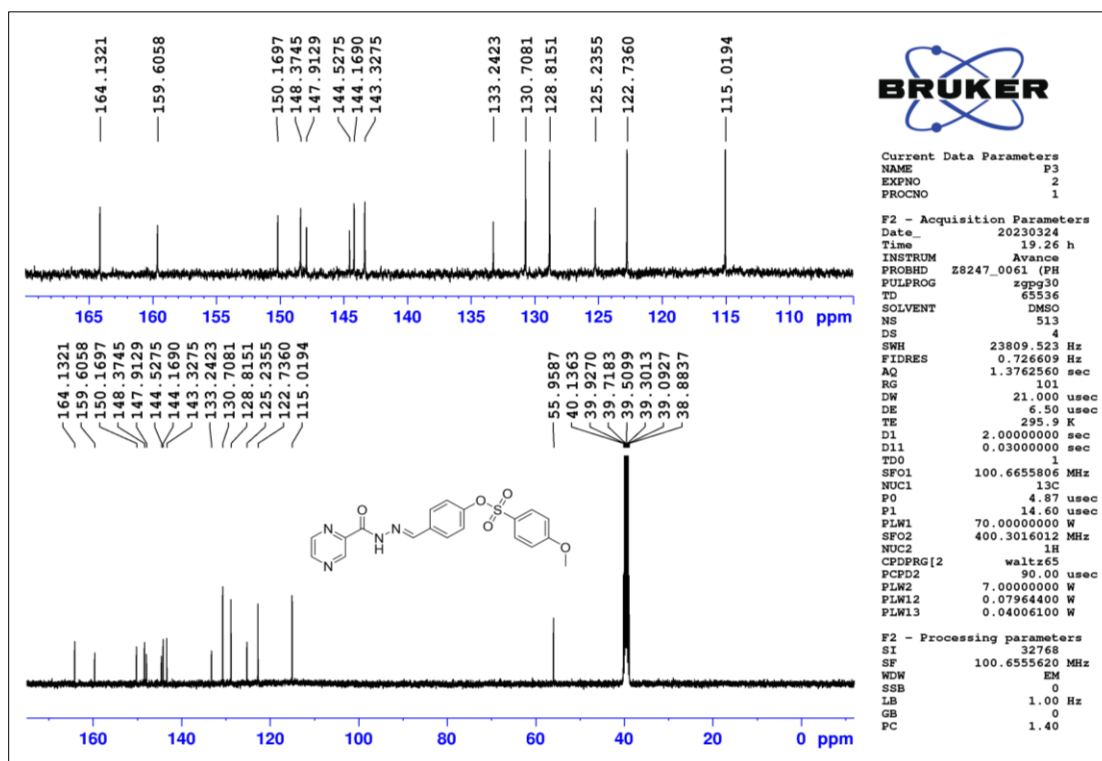 164.1321
159.6058
150.1697
148.3745
147.9129
144.5275
144.1690
143.3275
133.2423
130.7081
128.8151
125.2355
122.7360
115.0194
165 160 155 150 145 140 135 130 125 120 115 110 ppm
164.1321
159.6058
150.1697
148.3745
147.9129
144.5275
144.1690
143.3275
133.2423
130.7081
128.8151
125.2355
122.7360
115.0194
55.9587
40.1363
39.9270
39.7183
39.5099
39.3013
39.0927
38.8837
O
N
N
N
H
N
O
O
S
O
O
160 140 120 100 80 60 40 20 0 ppm
BRUKER
Current Data Parameters
NAME P3
EXPNO 2
PROCNO 1
F2 - Acquisition Parameters
Date_ 20230324
Time 19.26 h
INSTRUM Avance
PROBHD Z8247_0061 (PH
PULPROG zgpg30
TD 65536
SOLVENT DMSO
NS 513
DS 4
SWH 23809.523 Hz
FIDRES 0.726609 Hz
AQ 1.3762560 sec
RG 101
DW 21.000 usec
DE 6.50 usec
TE 295.9 K
D1 2.00000000 sec
D11 0.03000000 sec
TD0 1
SFO1 100.6655806 MHz
NUC1 13C
P0 4.87 usec
P1 14.60 usec
PLW1 70.00000000 W
SFO2 400.3016012 MHz
NUC2 1H
CPDPRG[2 waltz65
PCPD2 90.00 usec
PLW2 7.00000000 W
PLW12 0.07964400 W
PLW13 0.04006100 W
F2 - Processing parameters
SI 32768
SF 100.6555620 MHz
WDW EM
SSB 0
LB 1.00 Hz
GB 0
PC 1.40